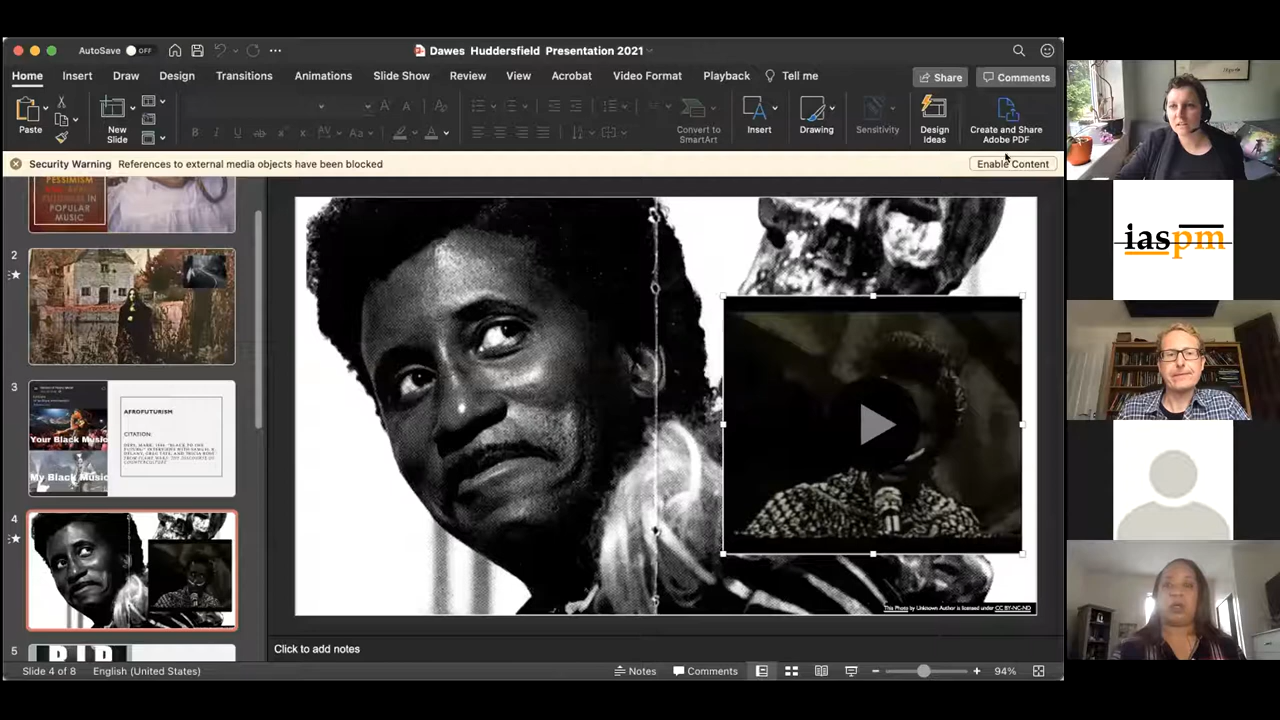 AutoSave OFF
Dawes Huddersfield Presentation 2021
Home Insert Draw Design Transitions Animations Slide Show Review View Acrobat Video Format Playback Tell me Share Comments
Paste New Slide Convert to SmartArt Insert Drawing Sensitivity Design Ideas Create and Share Adobe PDF
Security Warning References to external media objects have been blocked Enable Content
PESSIMISM
IN POPULAR
MUSIC
2
3
Your Black Music
My Black Music
AFROFUTURISM
CITATION:
4
This Photo by Unknown Author is licensed under CC BY-NC-ND
5
Click to add notes
Slide 4 of 8 English (United States) Notes Comments 94%
iaspm